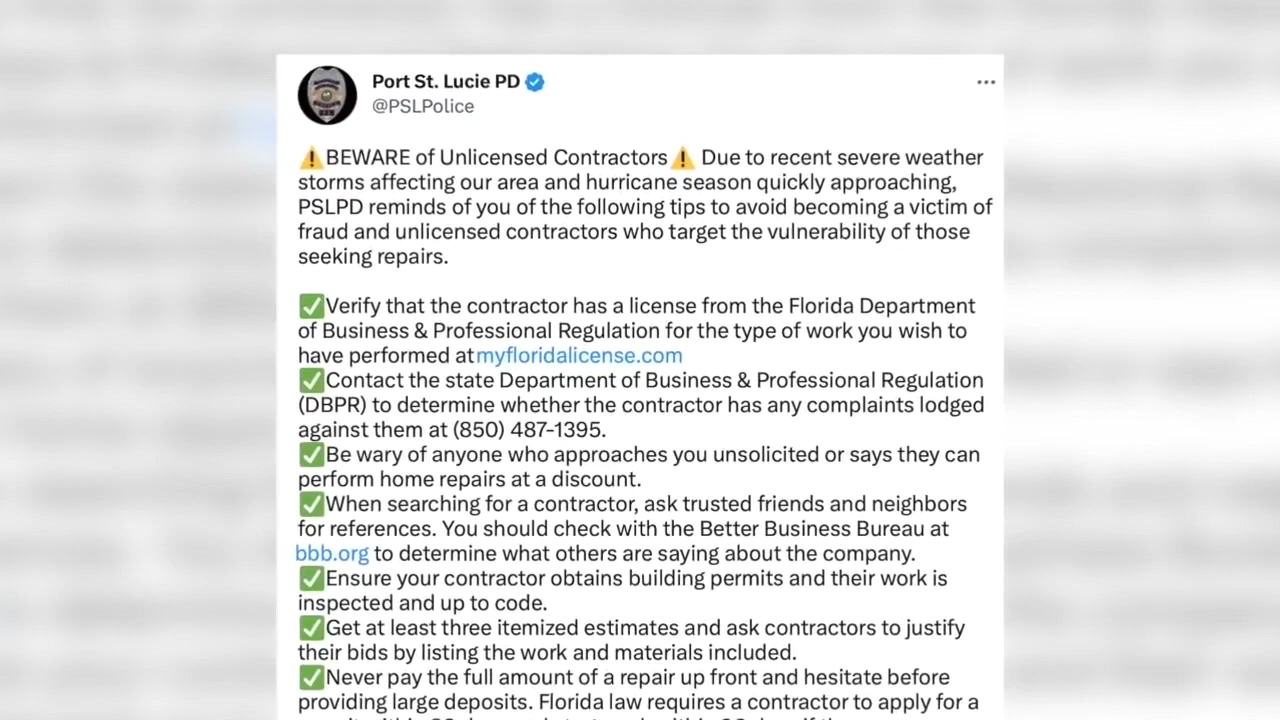 Port St. Lucie PD
@PSLPolice
⚠️BEWARE of Unlicensed Contractors⚠️ Due to recent severe weather
storms affecting our area and hurricane season quickly approaching,
PSLPD reminds of you of the following tips to avoid becoming a victim of
fraud and unlicensed contractors who target the vulnerability of those
seeking repairs.
✅Verify that the contractor has a license from the Florida Department
of Business & Professional Regulation for the type of work you wish to
have performed at myfloridalicense.com
✅Contact the state Department of Business & Professional Regulation
(DBPR) to determine whether the contractor has any complaints lodged
against them at (850) 487-1395.
✅Be wary of anyone who approaches you unsolicited or says they can
perform home repairs at a discount.
✅When searching for a contractor, ask trusted friends and neighbors
for references. You should check with the Better Business Bureau at
bbb.org to determine what others are saying about the company.
✅Ensure your contractor obtains building permits and their work is
inspected and up to code.
✅Get at least three itemized estimates and ask contractors to justify
their bids by listing the work and materials included.
✅Never pay the full amount of a repair up front and hesitate before
providing large deposits. Florida law requires a contractor to apply for a